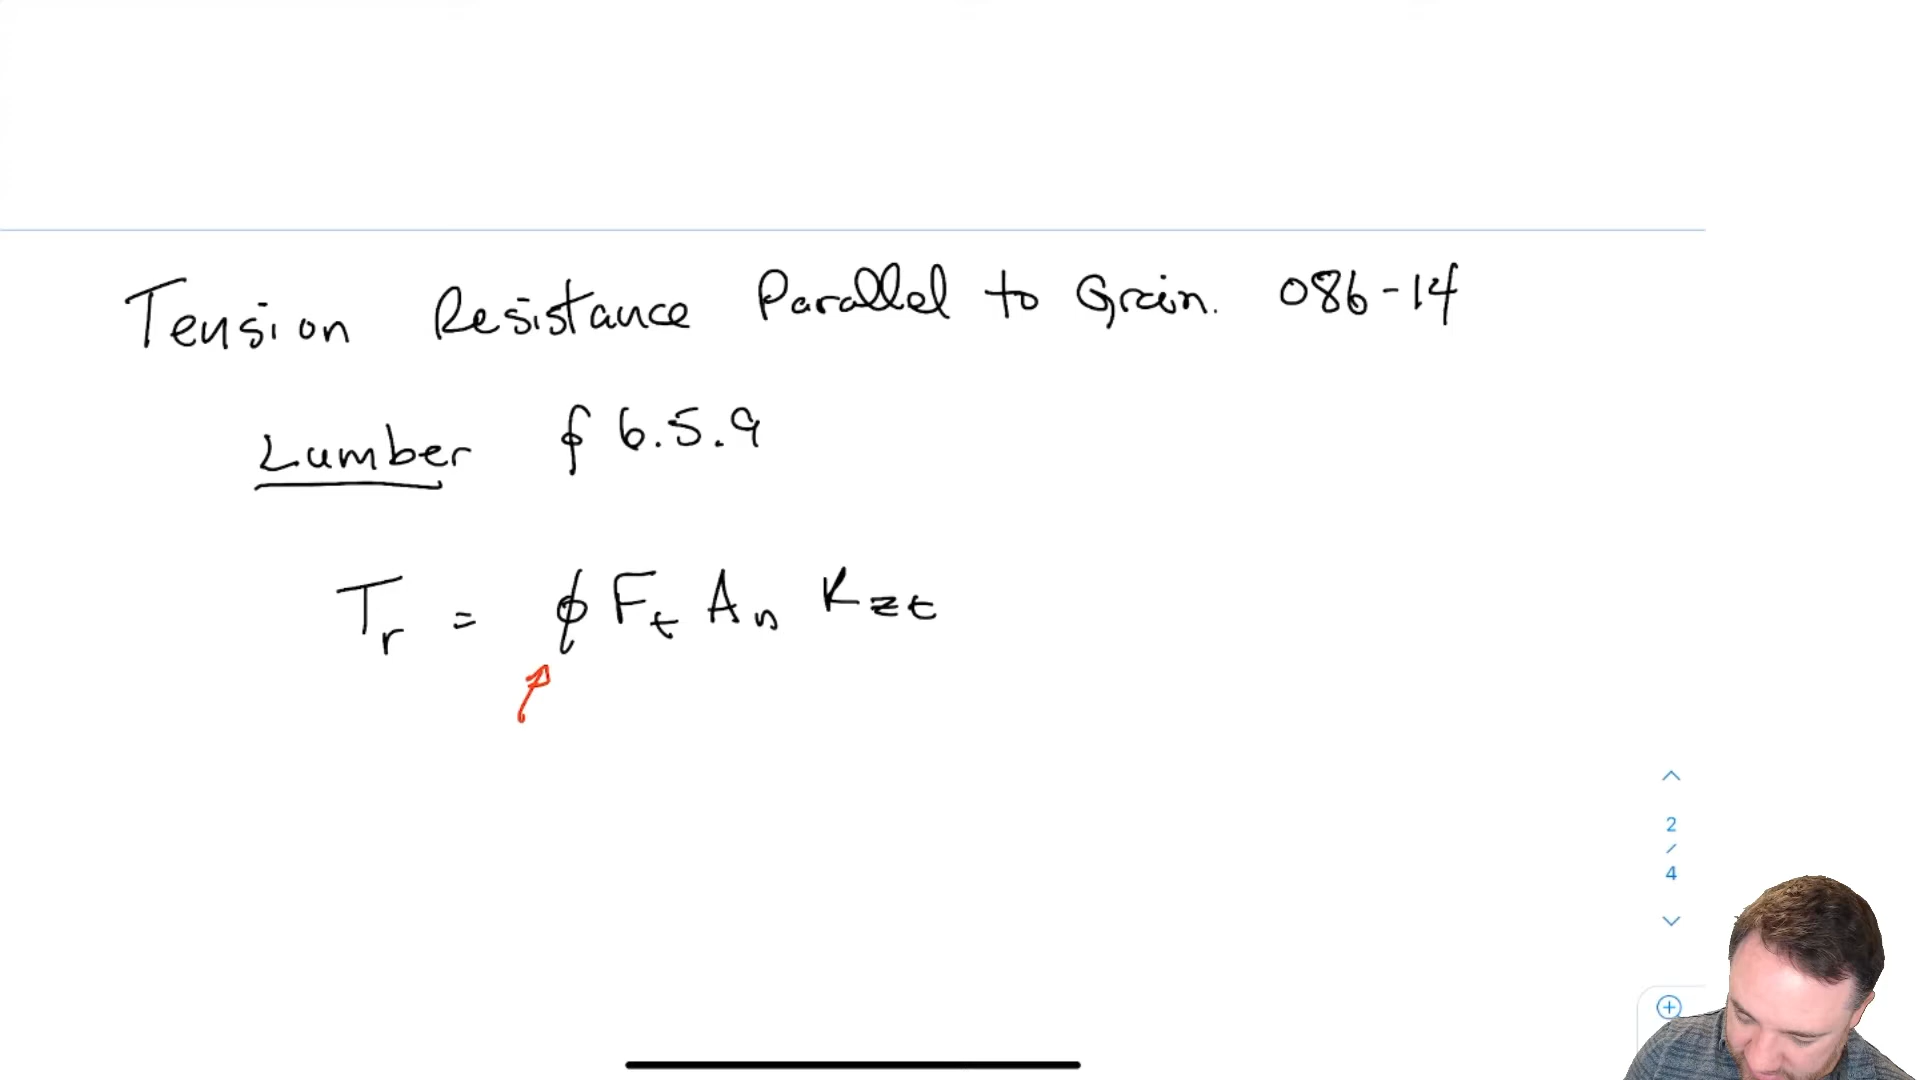 Tension Resistance Parallel to Grain. 086-14
Lumber § 6.5.9
Tr = ϕ Ft An Kzt
2
/
4